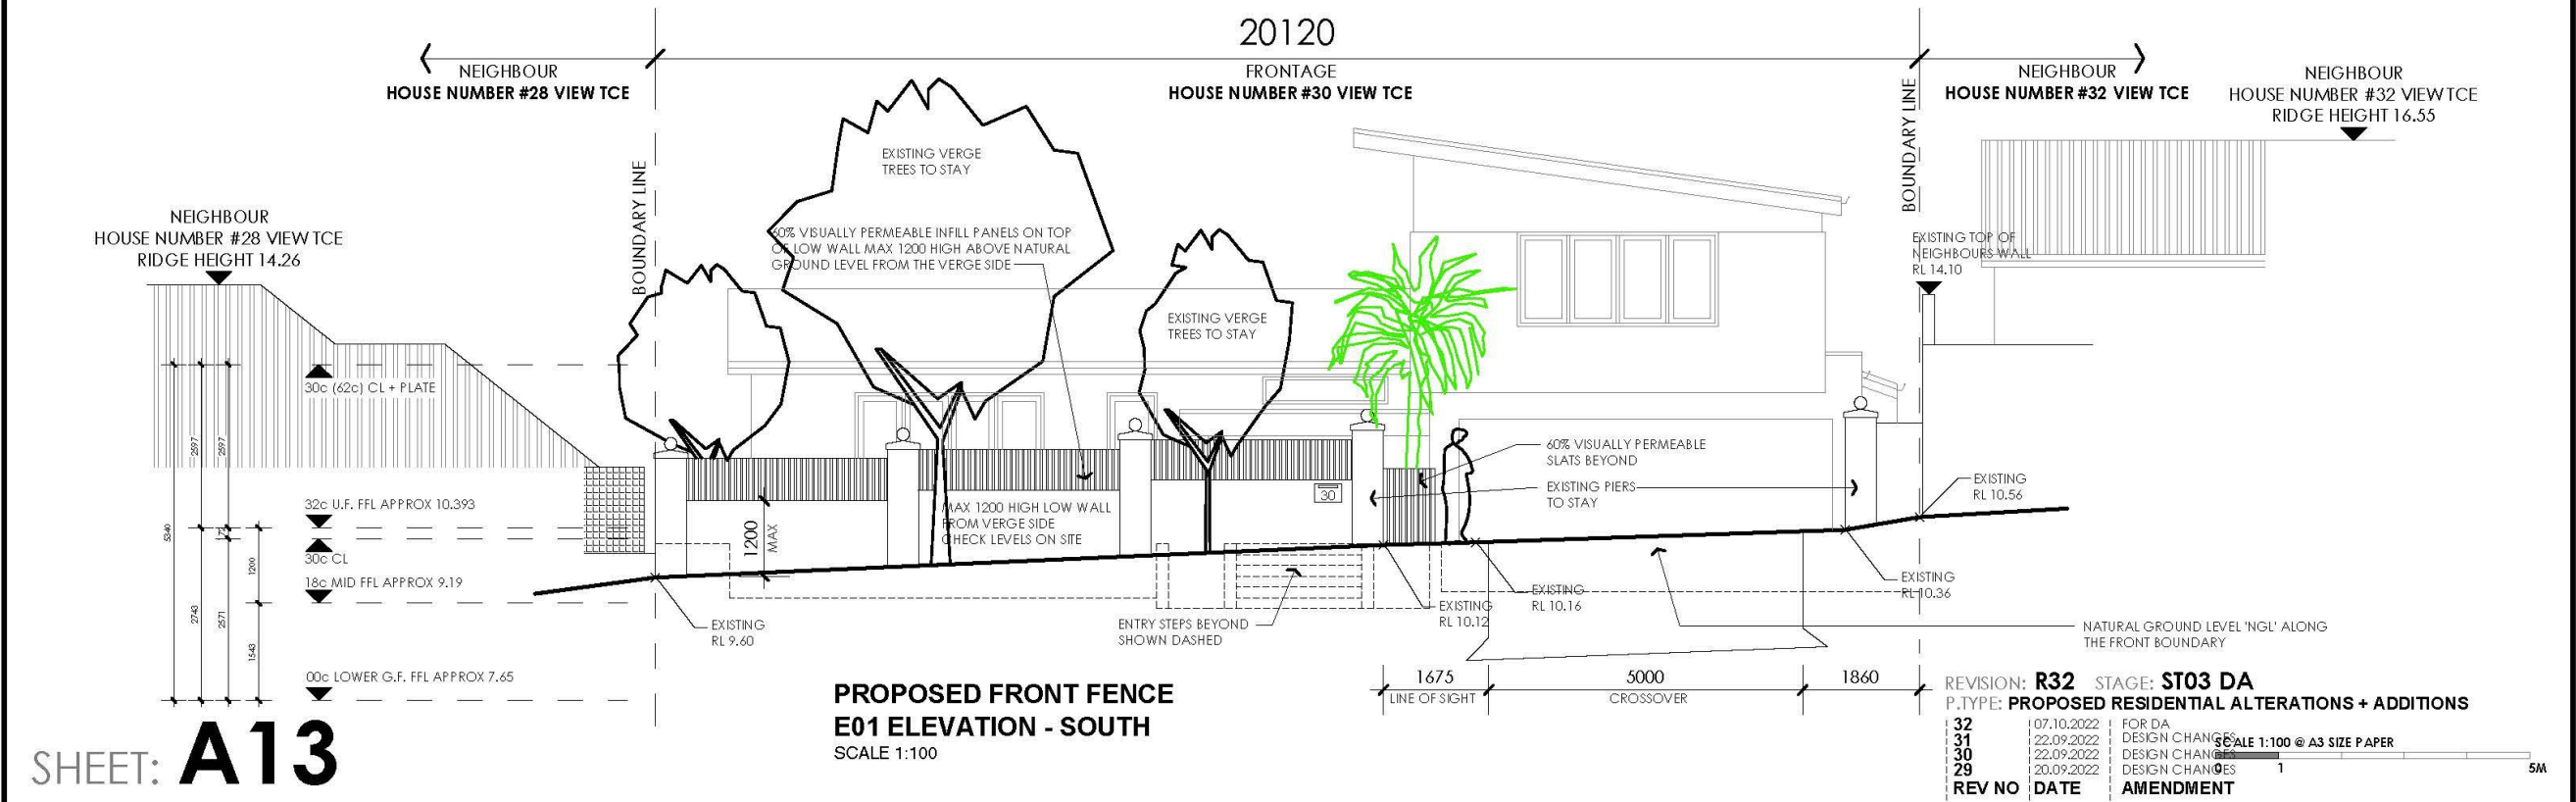 20120
NEIGHBOUR
HOUSE NUMBER #28 VIEW TCE
FRONTAGE
HOUSE NUMBER #30 VIEW TCE
NEIGHBOUR
HOUSE NUMBER #32 VIEW TCE
NEIGHBOUR
HOUSE NUMBER #32 VIEW TCE
RIDGE HEIGHT 16.55
BOUNDARY LINE
BOUNDARY LINE
EXISTING VERGE
TREES TO STAY
NEIGHBOUR
HOUSE NUMBER #28 VIEW TCE
RIDGE HEIGHT 14.26
60% VISUALLY PERMEABLE INFILL PANELS ON TOP
OF LOW WALL MAX 1200 HIGH ABOVE NATURAL
GROUND LEVEL FROM THE VERGE SIDE
EXISTING TOP OF
NEIGHBOURS WALL
RL 14.10
EXISTING VERGE
TREES TO STAY
30c (62c) CL + PLATE
2597
2597
5340
32c U.F. FFL APPROX 10.393
30c CL
18c MID FFL APPROX 9.19
1200
2743
2571
1543
00c LOWER G.F. FFL APPROX 7.65
1200
MAX
MAX 1200 HIGH LOW WALL
FROM VERGE SIDE
CHECK LEVELS ON SITE
30
60% VISUALLY PERMEABLE
SLATS BEYOND
EXISTING PIERS
TO STAY
EXISTING
RL 10.56
EXISTING
RL 9.60
ENTRY STEPS BEYOND
SHOWN DASHED
EXISTING
RL 10.12
EXISTING
RL 10.16
EXISTING
RL 10.36
NATURAL GROUND LEVEL 'NGL' ALONG
THE FRONT BOUNDARY
1675
LINE OF SIGHT
5000
CROSSOVER
1860
PROPOSED FRONT FENCE
E01 ELEVATION - SOUTH
SCALE 1:100
SHEET: A13
REVISION: R32 STAGE: ST03 DA
P.TYPE: PROPOSED RESIDENTIAL ALTERATIONS + ADDITIONS
32 07.10.2022 FOR DA
31 22.09.2022 DESIGN CHANGES
30 22.09.2022 DESIGN CHANGES
29 20.09.2022 DESIGN CHANGES
REV NO DATE AMENDMENT
SCALE 1:100 @ A3 SIZE PAPER
0 1 5M